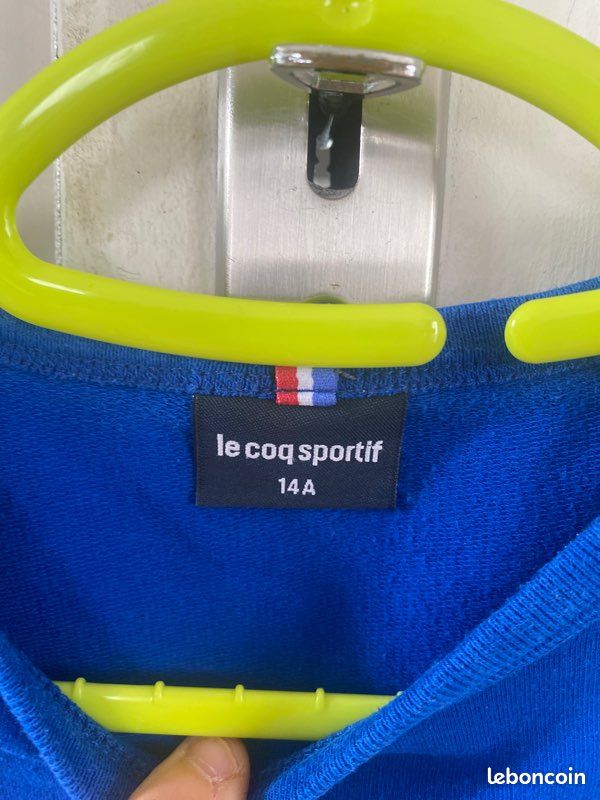 le coq sportif
14A
leboncoin